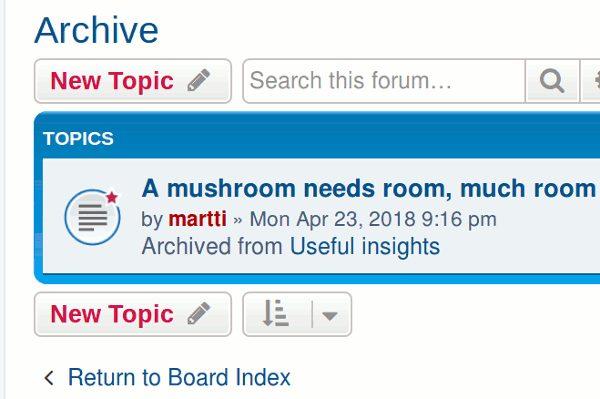 Archive
New Topic
Search this forum…
TOPICS
A mushroom needs room, much room
by martti » Mon Apr 23, 2018 9:16 pm
Archived from Useful insights
New Topic
Return to Board Index